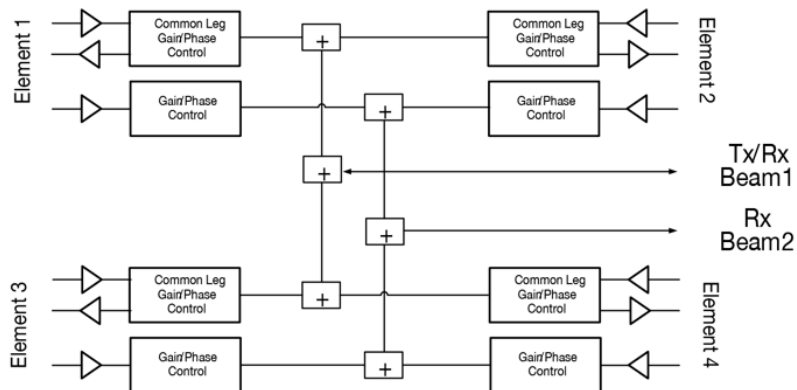 Element 1
Common Leg
Gain/Phase
Control
+
Common Leg
Gain/Phase
Control
Element 2
Gain/Phase
Control
+
Gain/Phase
Control
+
Tx/Rx
Beam1
+
Rx
Beam2
Element 3
Common Leg
Gain/Phase
Control
+
Common Leg
Gain/Phase
Control
Element 4
Gain/Phase
Control
+
Gain/Phase
Control